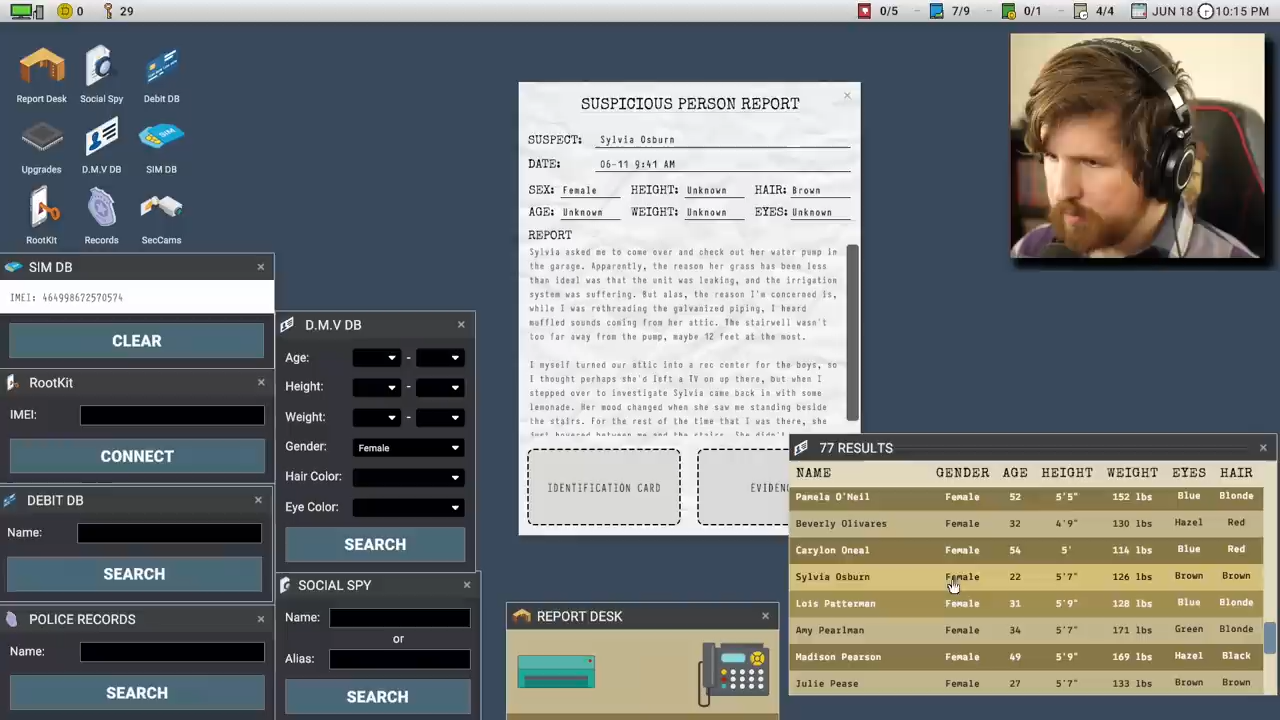 0
29
0/5
7/9
0/1
4/4
JUN 18
10:15 PM
Report Desk
Social Spy
Debit DB
Upgrades
D.M.V DB
SIM DB
RootKit
Records
SecCams
SIM DB
IMEI: 464998672570574
CLEAR
RootKit
IMEI:
CONNECT
DEBIT DB
Name:
SEARCH
POLICE RECORDS
Name:
SEARCH
D.M.V DB
Age: -
Height: -
Weight: -
Gender: Female
Hair Color:
Eye Color:
SEARCH
SOCIAL SPY
Name:
or
Alias:
SEARCH
SUSPICIOUS PERSON REPORT
SUSPECT: Sylvia Osburn
DATE: 06-11 9:41 AM
SEX: Female HEIGHT: Unknown HAIR: Brown
AGE: Unknown WEIGHT: Unknown EYES: Unknown
REPORT
Sylvia asked me to come over and check out her water pump in
the garage. Apparently, the reason her grass has been less
than ideal was that the unit was leaking, and the irrigation
system was suffering. But alas, the reason I'm concerned is,
while I was rethreading the galvanized piping, I heard
muffled sounds coming from her attic. The stairwell wasn't
too far away from the pump, maybe 12 feet at the most.
I myself turned our attic into a rec center for the boys, so
I thought perhaps she'd left a TV on up there, but when I
stepped over to investigate Sylvia came back in with some
lemonade. Her mood changed when she saw me standing beside
the stairs. For the rest of the time that I was there, she
just hovered between me and the stairs. She didn't
IDENTIFICATION CARD
EVIDEN
REPORT DESK
77 RESULTS
NAME GENDER AGE HEIGHT WEIGHT EYES HAIR
Pamela O'Neil Female 52 5'5" 152 lbs Blue Blonde
Beverly Olivares Female 32 4'9" 130 lbs Hazel Red
Carylon Oneal Female 54 5' 114 lbs Blue Red
Sylvia Osburn Female 22 5'7" 126 lbs Brown Brown
Lois Patterman Female 31 5'9" 128 lbs Blue Blonde
Amy Pearlman Female 34 5'7" 171 lbs Green Blonde
Madison Pearson Female 49 5'9" 169 lbs Hazel Black
Julie Pease Female 27 5'7" 133 lbs Brown Brown